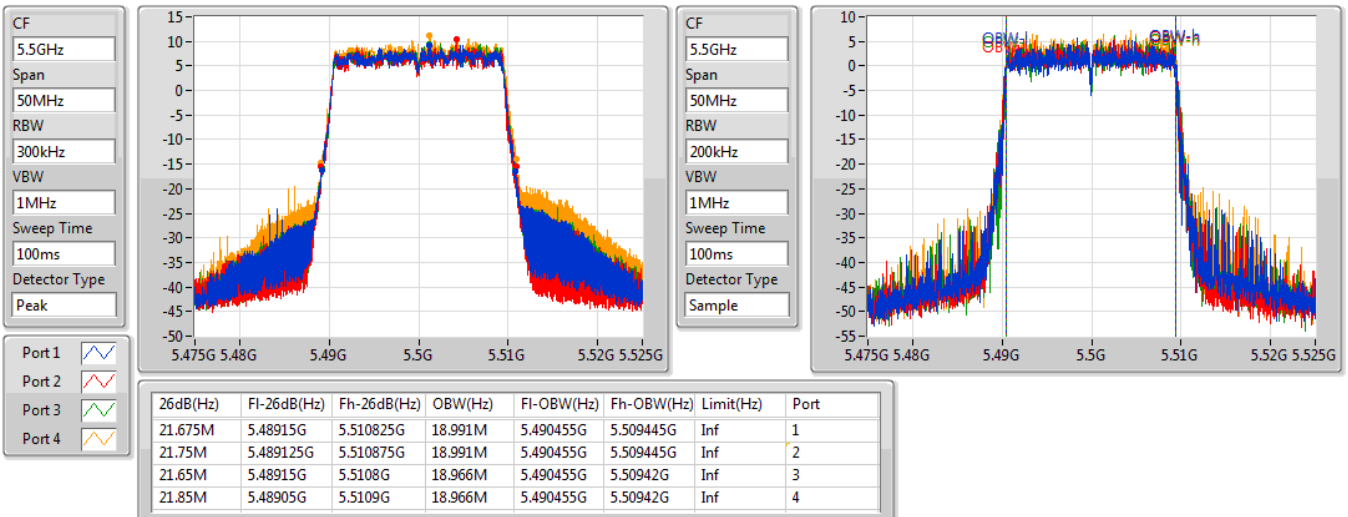 CF
5.5GHz
Span
50MHz
RBW
300kHz
VBW
1MHz
Sweep Time
100ms
Detector Type
Peak
15
10
5
0
-5
-10
-15
-20
-25
-30
-35
-40
-45
-50
5.475G 5.48G 5.49G 5.5G 5.51G 5.52G 5.525G
CF
5.5GHz
Span
50MHz
RBW
200kHz
VBW
1MHz
Sweep Time
100ms
Detector Type
Sample
10
5
0
-5
-10
-15
-20
-25
-30
-35
-40
-45
-50
-55
OBW-l OBW-h
5.475G 5.48G 5.49G 5.5G 5.51G 5.52G 5.525G
Port 1
Port 2
Port 3
Port 4
26dB(Hz) Fl-26dB(Hz) Fh-26dB(Hz) OBW(Hz) Fl-OBW(Hz) Fh-OBW(Hz) Limit(Hz) Port
21.675M 5.48915G 5.510825G 18.991M 5.490455G 5.509445G Inf 1
21.75M 5.489125G 5.510875G 18.991M 5.490455G 5.509445G Inf 2
21.65M 5.48915G 5.5108G 18.966M 5.490455G 5.50942G Inf 3
21.85M 5.48905G 5.5109G 18.966M 5.490455G 5.50942G Inf 4